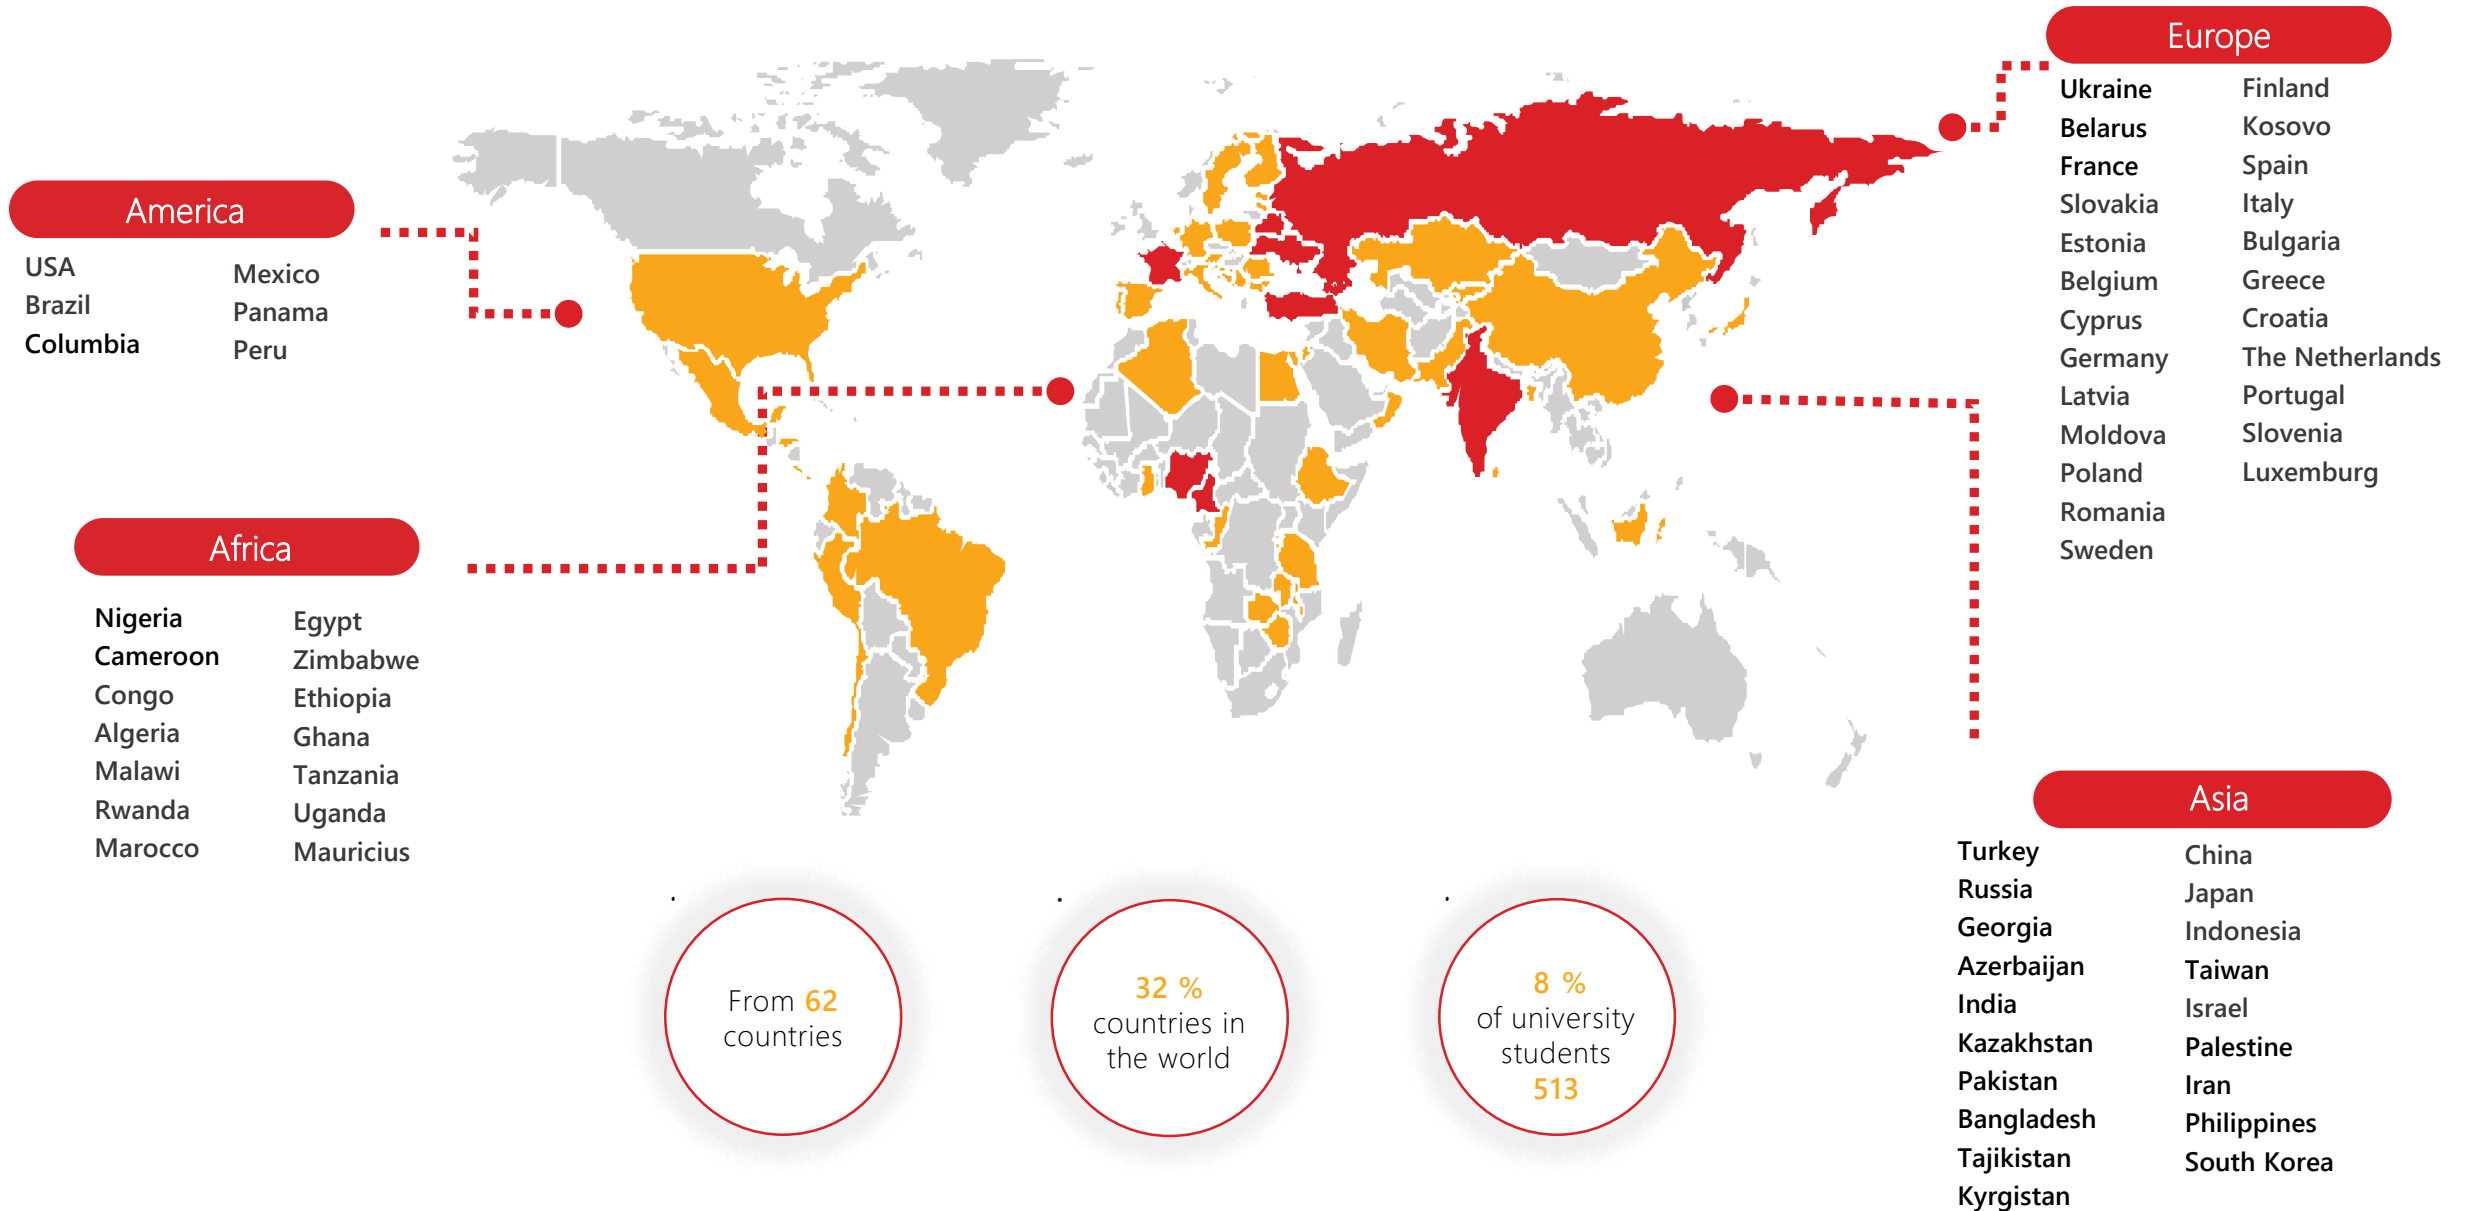 America
USA
Brazil
Columbia
Mexico
Panama
Peru
Africa
Nigeria
Cameroon
Congo
Algeria
Malawi
Rwanda
Marocco
Egypt
Zimbabwe
Ethiopia
Ghana
Tanzania
Uganda
Mauricius
Europe
Ukraine
Belarus
France
Slovakia
Estonia
Belgium
Cyprus
Germany
Latvia
Moldova
Poland
Romania
Sweden
Finland
Kosovo
Spain
Italy
Bulgaria
Greece
Croatia
The Netherlands
Portugal
Slovenia
Luxemburg
Asia
Turkey
Russia
Georgia
Azerbaijan
India
Kazakhstan
Pakistan
Bangladesh
Tajikistan
Kyrgistan
China
Japan
Indonesia
Taiwan
Israel
Palestine
Iran
Philippines
South Korea
From 62
countries
32 %
countries in
the world
8 %
of university
students
513